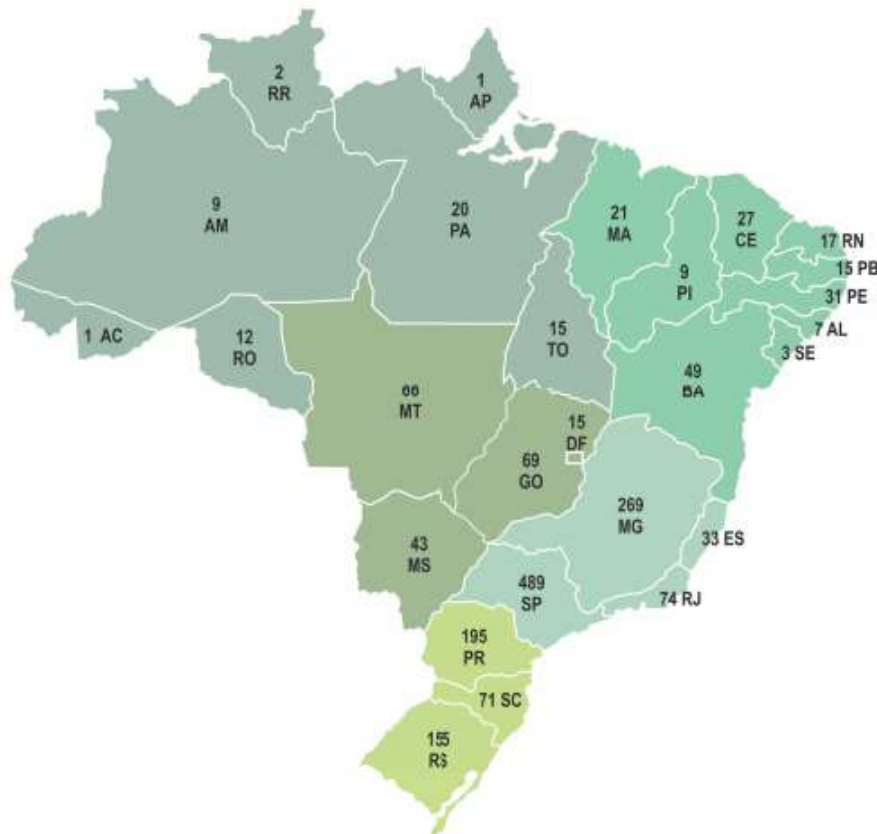 2
RR
1
AP
9
AM
20
PA
21
MA
27
CE
17 RN
15 PB
31 PE
7 AL
3 SE
9
PI
1 AC
12
RO
15
TO
49
BA
66
MT
15
DF
69
GO
269
MG
33 ES
43
MS
489
SP
74 RJ
195
PR
71 SC
155
RS